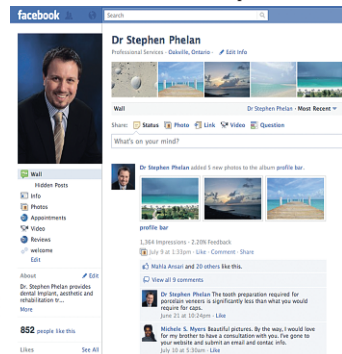 facebook
Search
Dr Stephen Phelan
Professional Services - Oakville, Ontario - Edit Info
Wall
Dr Stephen Phelan - Most Recent
Share: Status Photo Link Video Question
What's on your mind?
Dr Stephen Phelan added 5 new photos to the album profile bar.
profile bar
1,364 Impressions · 2.20% Feedback
July 9 at 1:33pm · Like · Comment · Share
Mahla Ansari and 20 others like this.
View all 9 comments
Dr Stephen Phelan The tooth preparation required for
porcelain veneers is significantly less than what you would
require for caps.
June 21 at 10:24pm · Like
Michele S. Myers Beautiful pictures. By the way, I would love
for my brother to have a consultation with you. I've gone to
your website and submit an email and contac info.
July 10 at 5:30am · Like
Wall
Hidden Posts
Info
Photos
Appointments
Video
Reviews
welcome
Edit
About
Edit
Dr. Stephen Phelan provides
dental implant, aesthetic and
rehabilitation tr...
More
852 people like this
Likes
See All